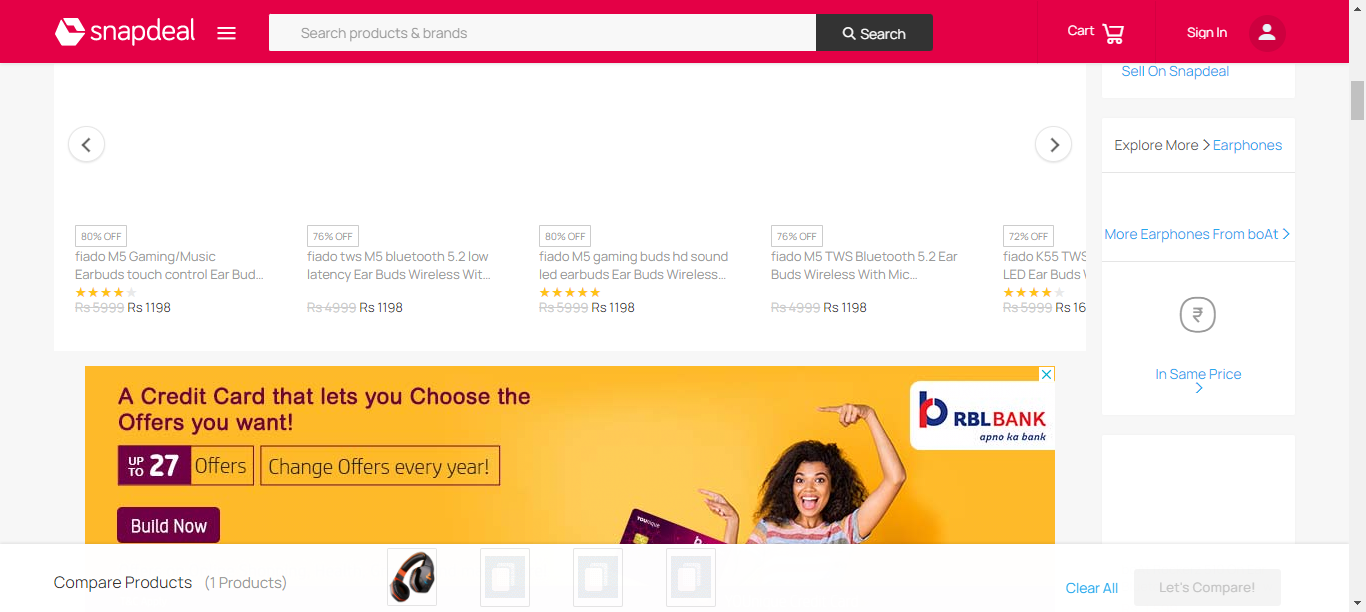 snapdeal
Search products & brands
Search
Cart
Sign In
Sell On Snapdeal
Explore More
Earphones
More Earphones From boAt
In Same Price
80% OFF
fiado M5 Gaming/Music
Earbuds touch control Ear Bud...
Rs 5999 Rs 1198
76% OFF
fiado tws M5 bluetooth 5.2 low
latency Ear Buds Wireless Wit...
Rs 4999 Rs 1198
80% OFF
fiado M5 gaming buds hd sound
led earbuds Ear Buds Wireless...
Rs 5999 Rs 1198
76% OFF
fiado M5 TWS Bluetooth 5.2 Ear
Buds Wireless With Mic...
Rs 4999 Rs 1198
72% OFF
fiado K55 TWS
LED Ear Buds
Rs 5999 Rs 16
A Credit Card that lets you Choose the
Offers you want!
UP TO 27 Offers
Change Offers every year!
Build Now
RBL BANK
apno ka bank
YOUnique
Compare Products (1 Products)
Clear All
Let's Compare!